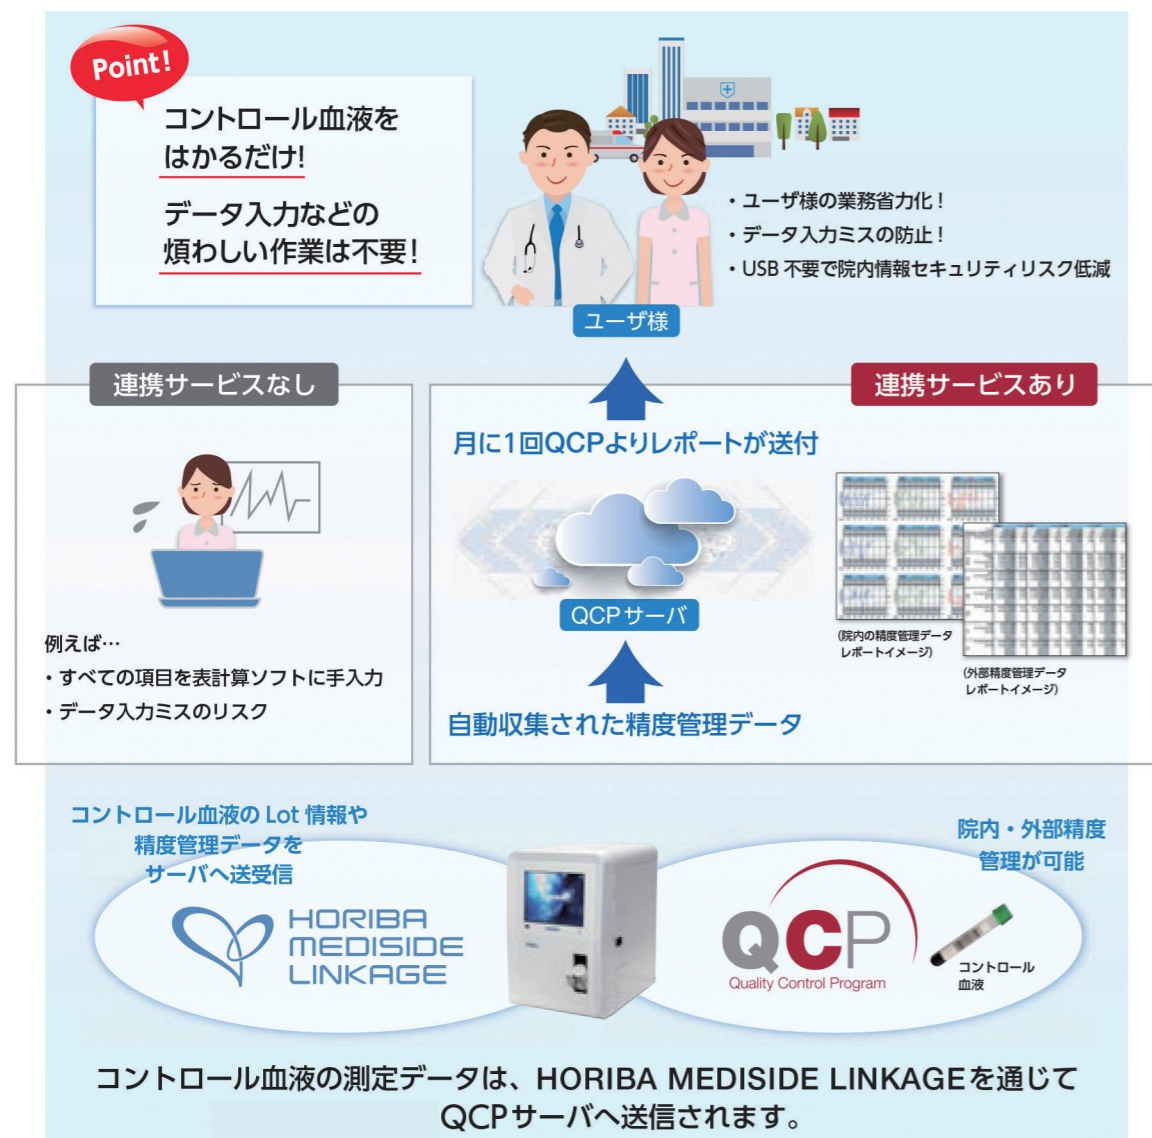 Point!
コントロール血液を
はかるだけ!
データ入力などの
煩わしい作業は不要!
・ユーザ様の業務省力化!
・データ入力ミスの防止!
・USB 不要で院内情報セキュリティリスク低減
ユーザ様
連携サービスなし
例えば…
・すべての項目を表計算ソフトに手入力
・データ入力ミスのリスク
連携サービスあり
月に1回QCPよりレポートが送付
QCPサーバ
(院内の精度管理データ
レポートイメージ)
(外部精度管理データ
レポートイメージ)
自動収集された精度管理データ
コントロール血液の Lot 情報や
精度管理データを
サーバへ送受信
HORIBA
MEDISIDE
LINKAGE
院内・外部精度
管理が可能
QCP
Quality Control Program
コントロール
血液
コントロール血液の測定データは、HORIBA MEDISIDE LINKAGEを通じて
QCPサーバへ送信されます。